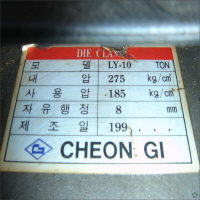 DIE CLAMP
모 델 LY-10 TON
내 압 275 kg/cm²
사 용 압 185 kg/cm²
자 유 행 정 8 mm
제 조 일 199 . . .
CHEON GI